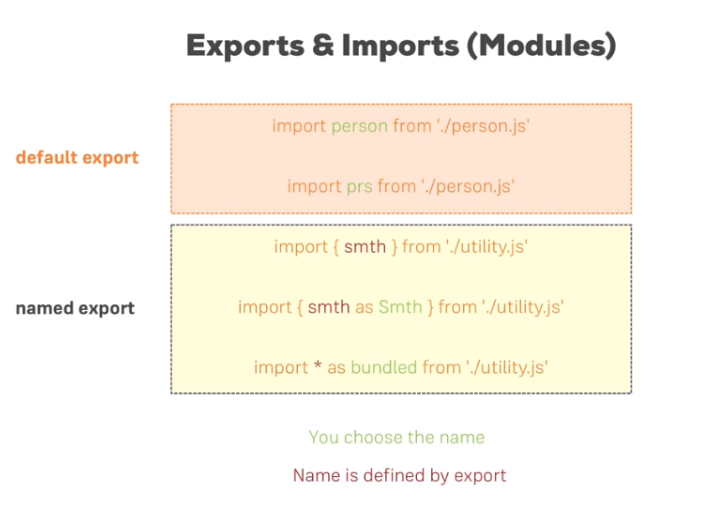 Exports & Imports (Modules)
default export
import person from './person.js'
import prs from './person.js'
named export
import { smth } from './utility.js'
import { smth as Smth } from './utility.js'
import * as bundled from './utility.js'
You choose the name
Name is defined by export